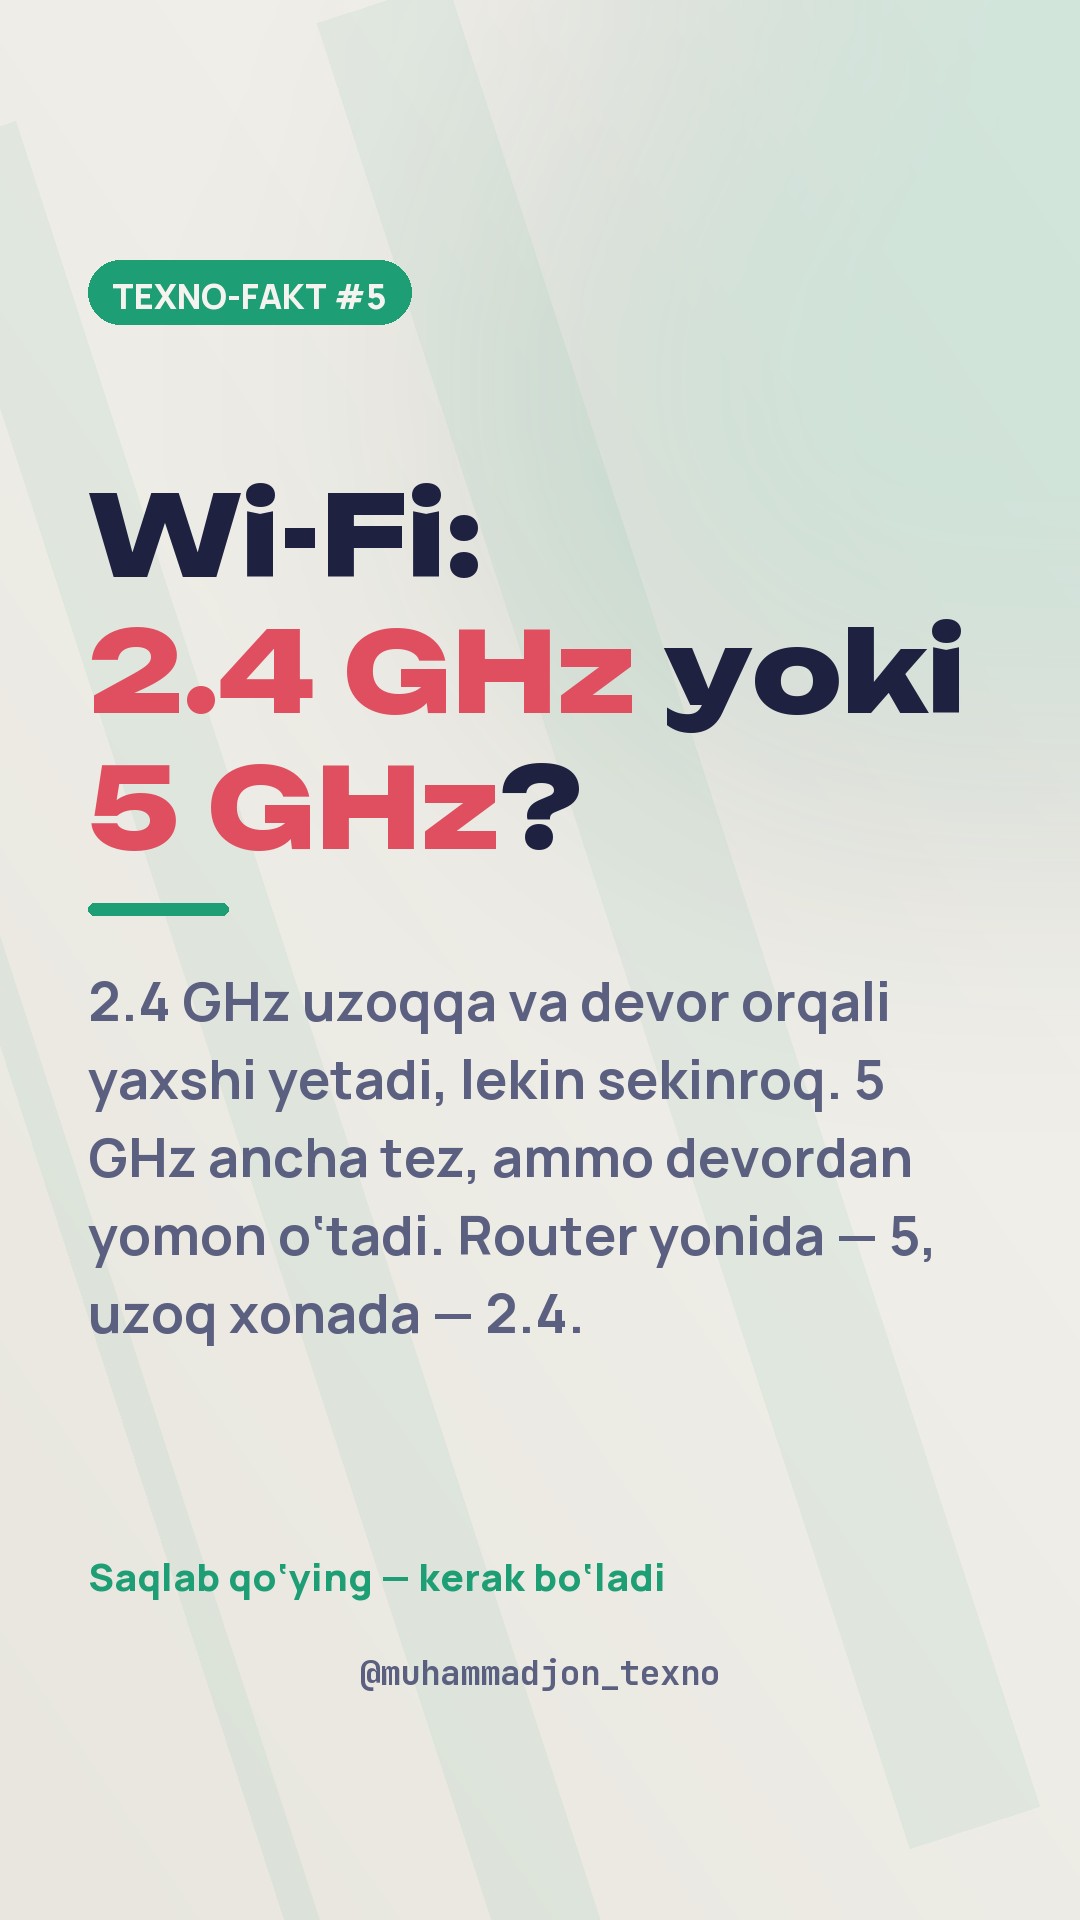 TEXNO-FAKT #5
Wi-Fi:
2.4 GHz yoki
5 GHz?
2.4 GHz uzoqqa va devor orqali
yaxshi yetadi, lekin sekinroq. 5
GHz ancha tez, ammo devordan
yomon oʻtadi. Router yonida — 5,
uzoq xonada — 2.4.
Saqlab qoʻying — kerak boʻladi
@muhammadjon_texno